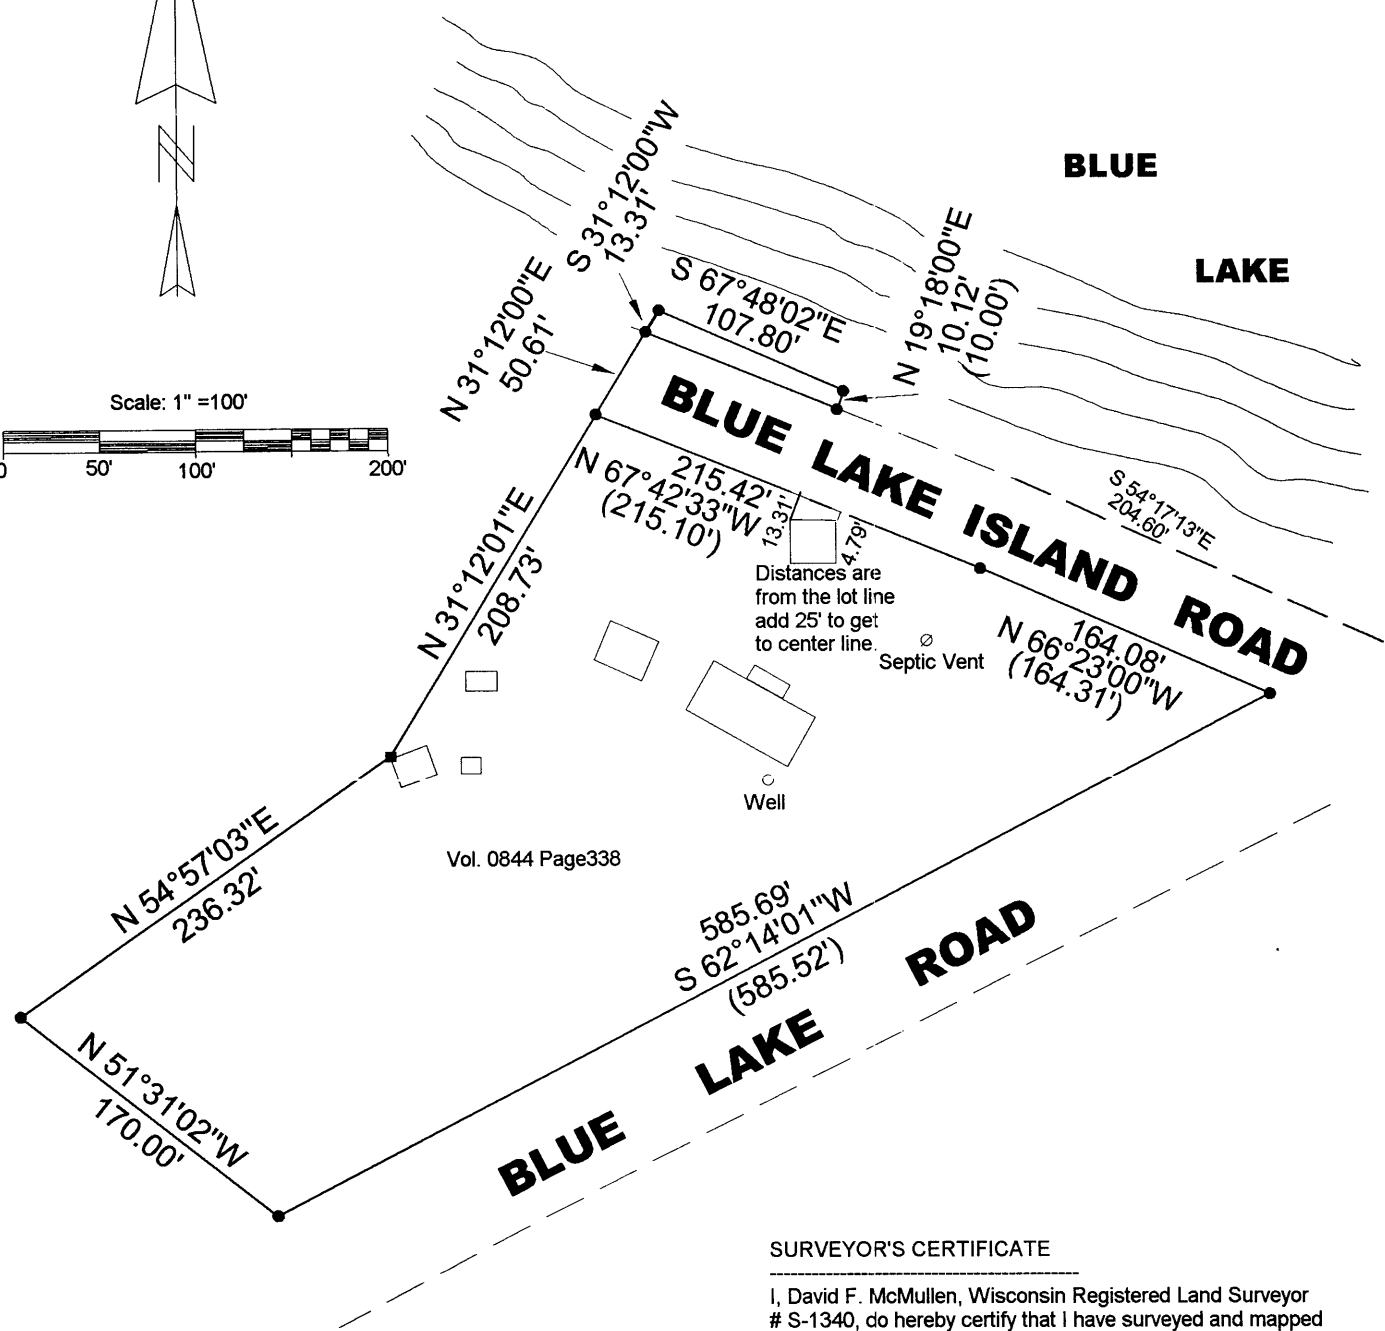 N
BLUE
LAKE
S 31°12'00"W
13.31'
N 31°12'00"E
50.61'
S 67°48'02"E
107.80'
N 19°18'00"E
10.12'
(10.00')
Scale: 1" =100'
0 50' 100' 200'
BLUE LAKE ISLAND ROAD
S 54°17'13"E
204.60'
215.42'
N 67°42'33"W
(215.10')
13.31'
4.79'
Distances are
from the lot line
add 25' to get
to center line.
Septic Vent
164.08'
N 66°23'00"W
(164.31')
N 31°12'01"E
208.73'
Well
Vol. 0844 Page338
N 54°57'03"E
236.32'
585.69'
S 62°14'01"W
(585.52')
N 51°31'02"W
170.00'
BLUE LAKE ROAD
SURVEYOR'S CERTIFICATE
I, David F. McMullen, Wisconsin Registered Land Surveyor
# S-1340, do hereby certify that I have surveyed and mapped